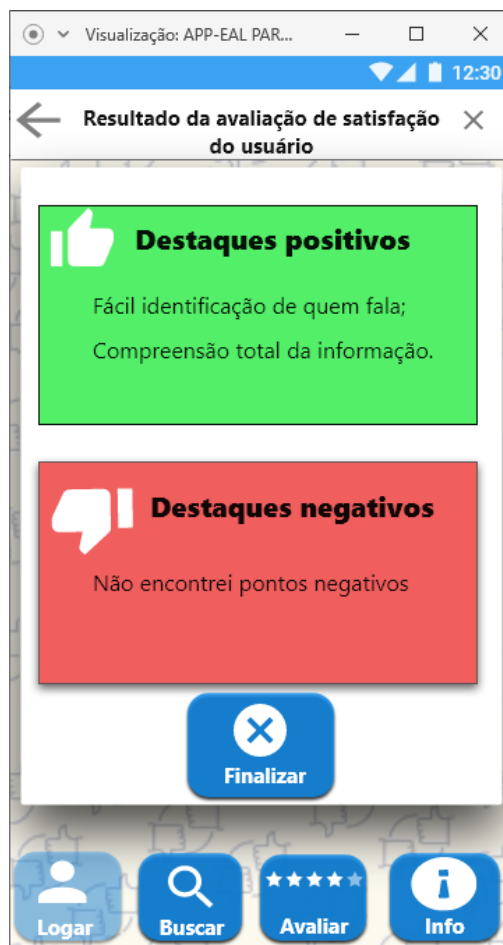 Visualização: APP-EAL PAR...
12:30
Resultado da avaliação de satisfação
do usuário
Destaques positivos
Fácil identificação de quem fala;
Compreensão total da informação.
Destaques negativos
Não encontrei pontos negativos
Finalizar
Logar
Buscar
Avaliar
Info